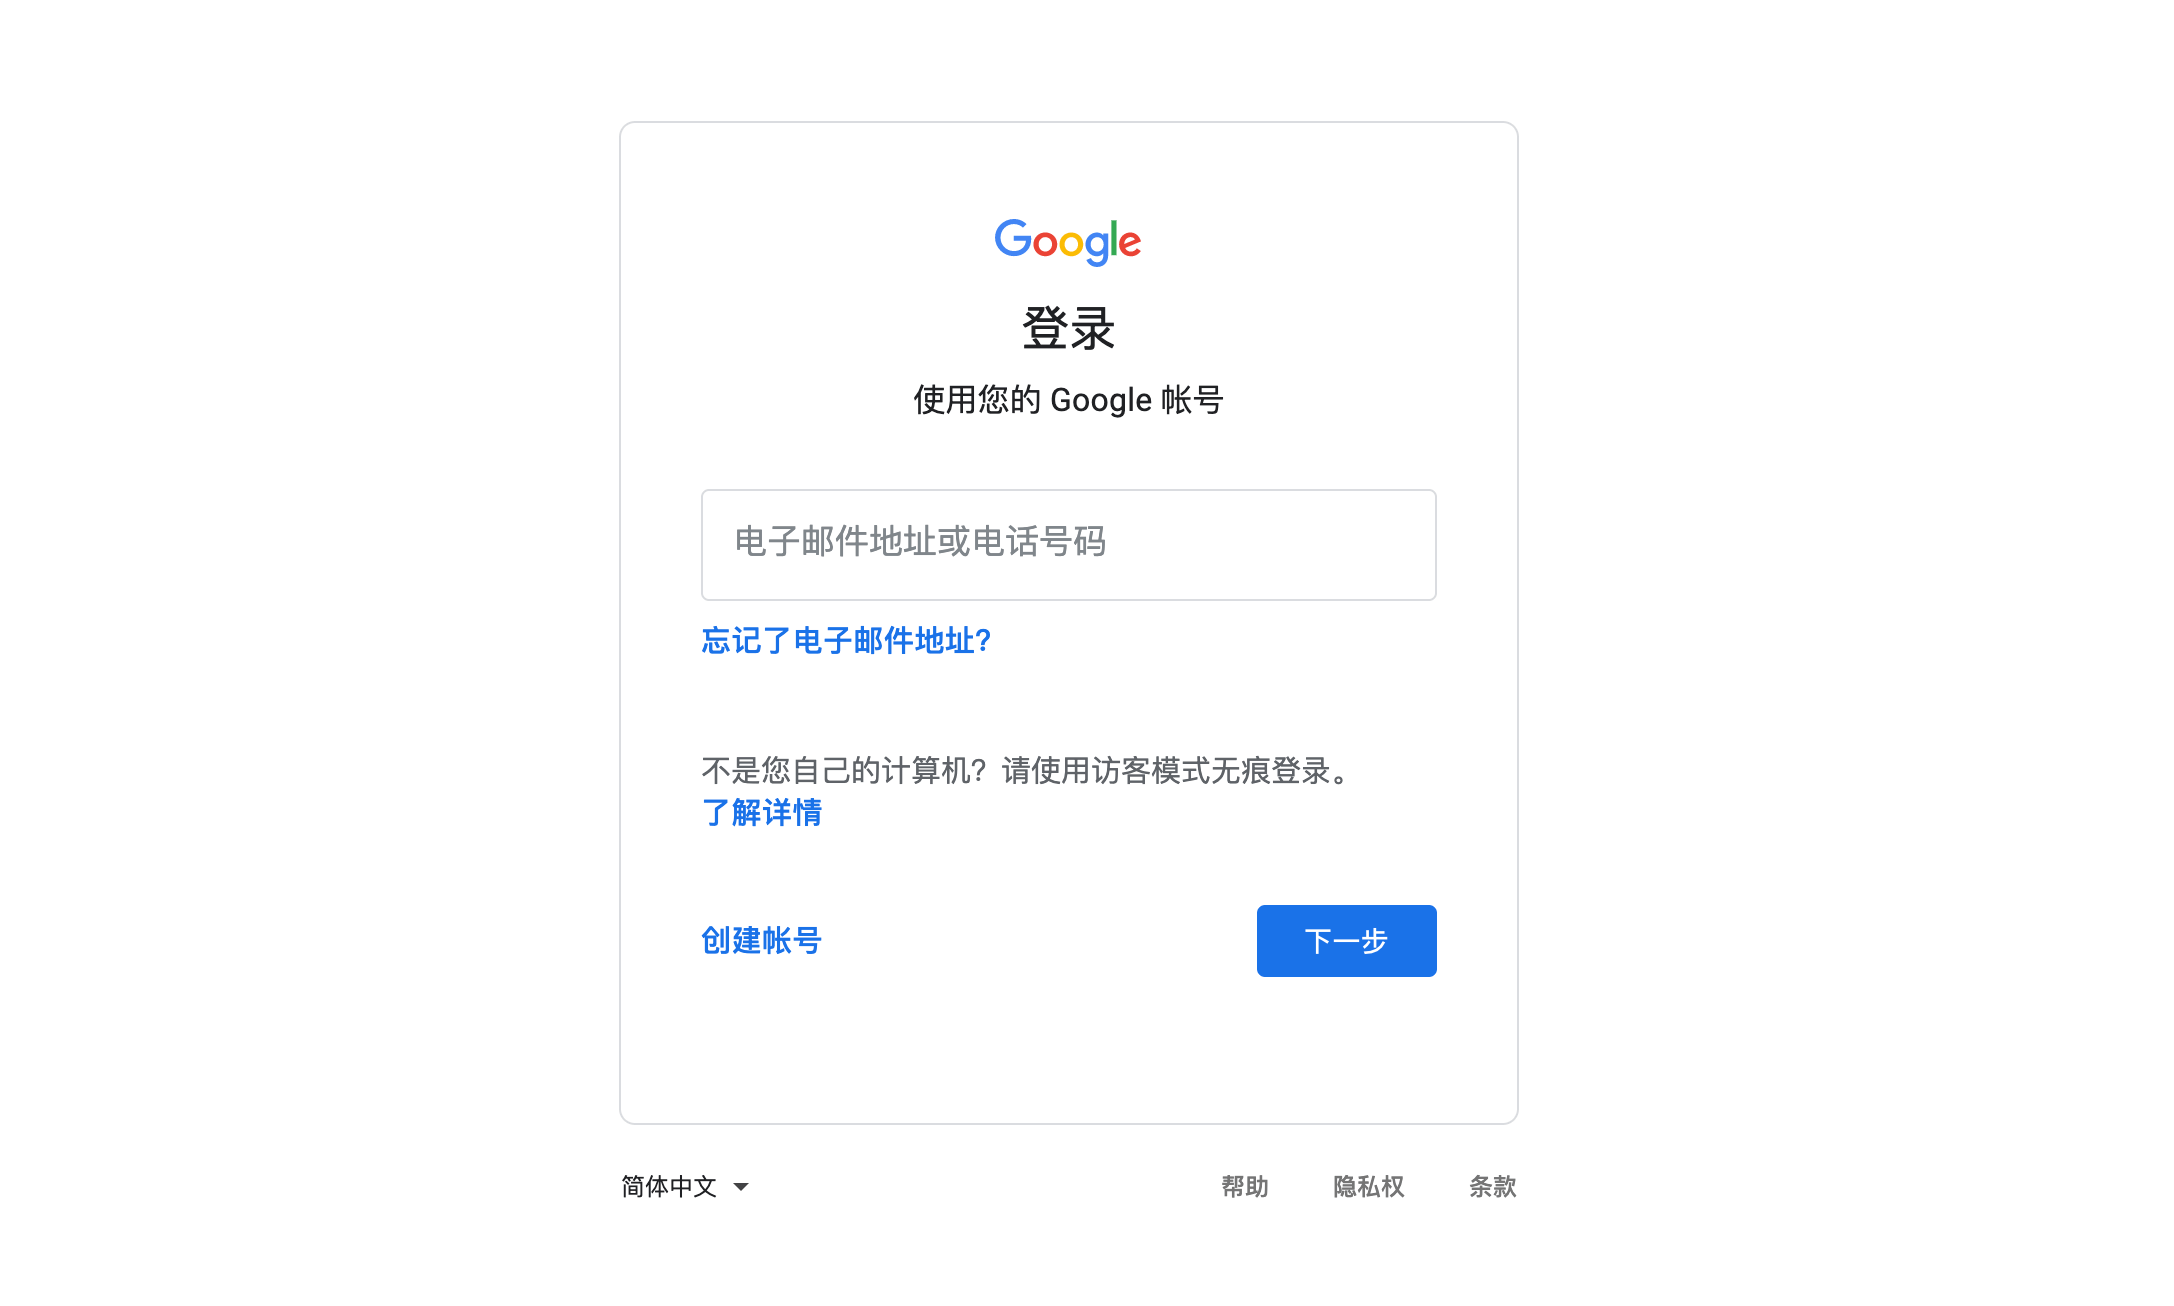 Google
登录
使用您的 Google 帐号
电子邮件地址或电话号码
忘记了电子邮件地址?
不是您自己的计算机？请使用访客模式无痕登录。
了解详情
创建帐号
下一步
简体中文
帮助
隐私权
条款